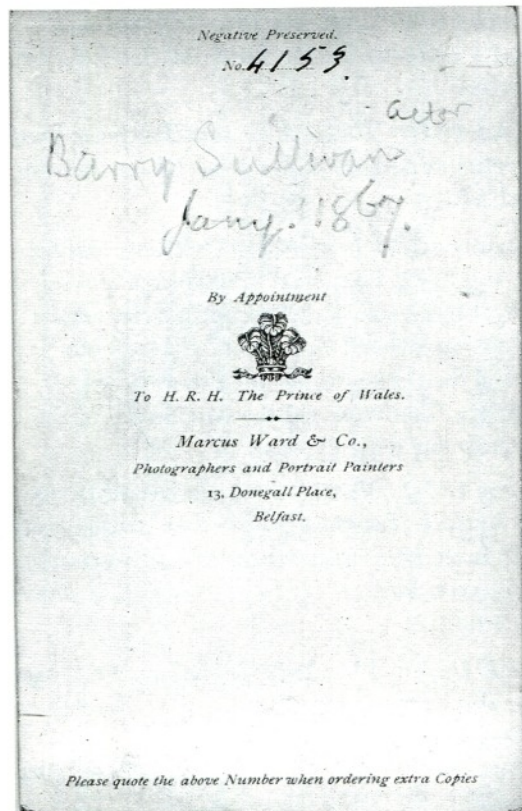 Negative Preserved.
No. 4153.
actor
Barry Sullivan
Jany. 1867.
By Appointment
To H. R. H. The Prince of Wales.
Marcus Ward & Co.,
Photographers and Portrait Painters
13, Donegall Place,
Belfast.
Please quote the above Number when ordering extra Copies